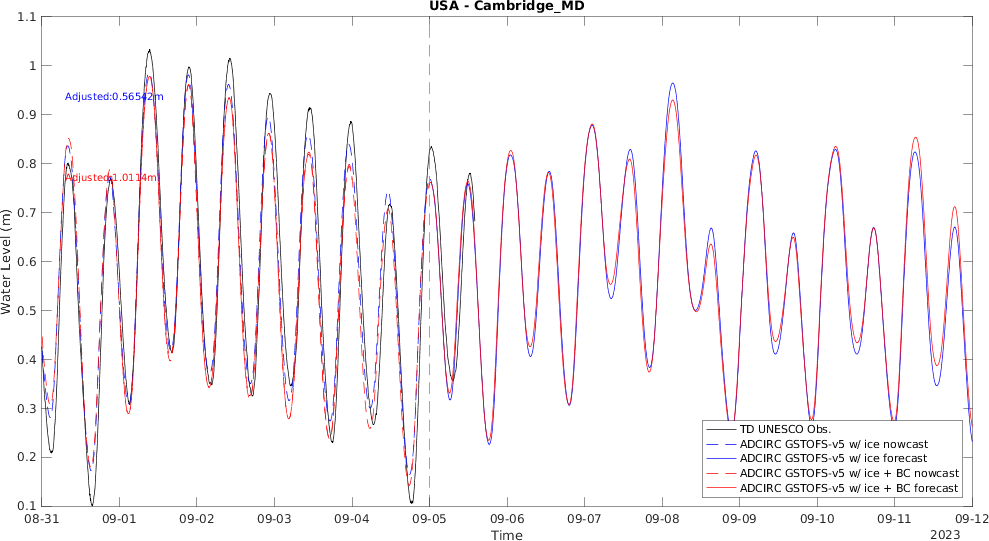 USA - Cambridge_MD
Water Level (m)
1.1
1
0.9
0.8
0.7
0.6
0.5
0.4
0.3
0.2
0.1
Adjusted:0.56542m
Adjusted:1.0114m
TD UNESCO Obs.
ADCIRC GSTOFS-v5 w/ ice nowcast
ADCIRC GSTOFS-v5 w/ ice forecast
ADCIRC GSTOFS-v5 w/ ice + BC nowcast
ADCIRC GSTOFS-v5 w/ ice + BC forecast
08-31 09-01 09-02 09-03 09-04 09-05 09-06 09-07 09-08 09-09 09-10 09-11 09-12
Time
2023